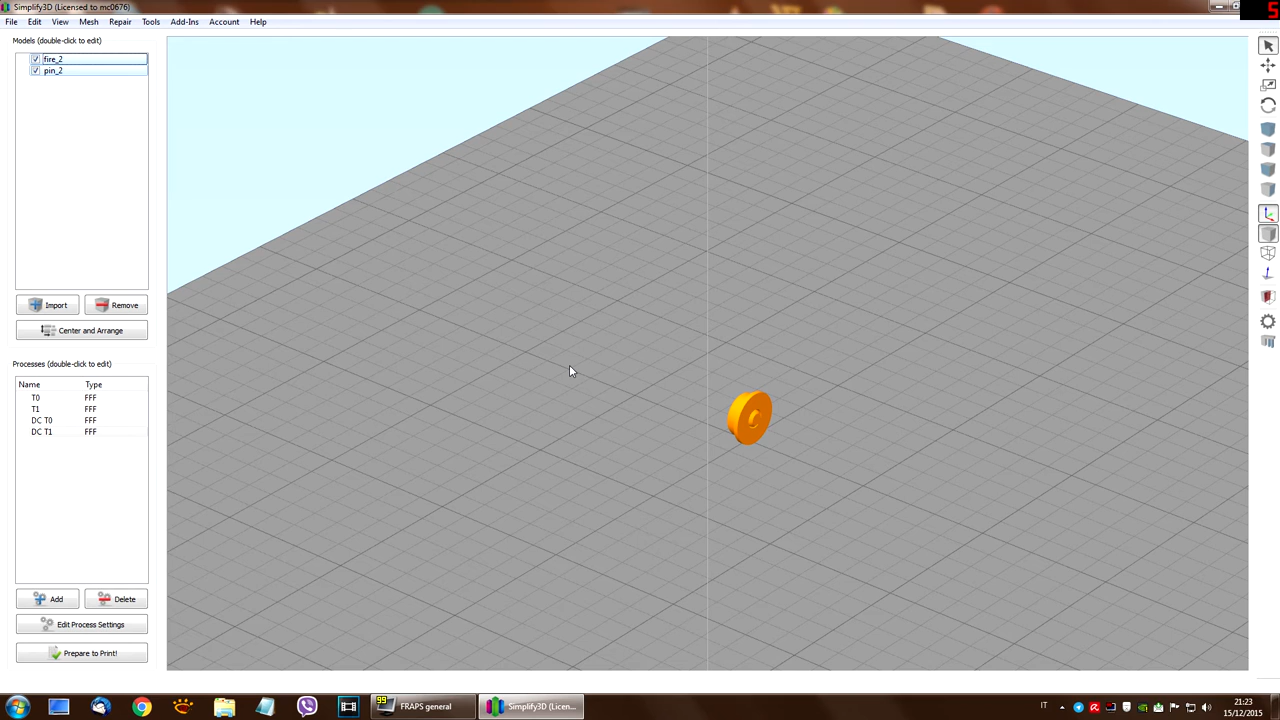 Simplify3D (Licensed to mc0676)
5
File Edit View Mesh Repair Tools Add-Ins Account Help
Models (double-click to edit)
fire_2
pin_2
Import Remove
Center and Arrange
Processes (double-click to edit)
Name Type
T0 FFF
T1 FFF
DC T0 FFF
DC T1 FFF
Add Delete
Edit Process Settings
Prepare to Print!
99 FRAPS general
Simplify3D (Licen...
IT
21:23
15/12/2015